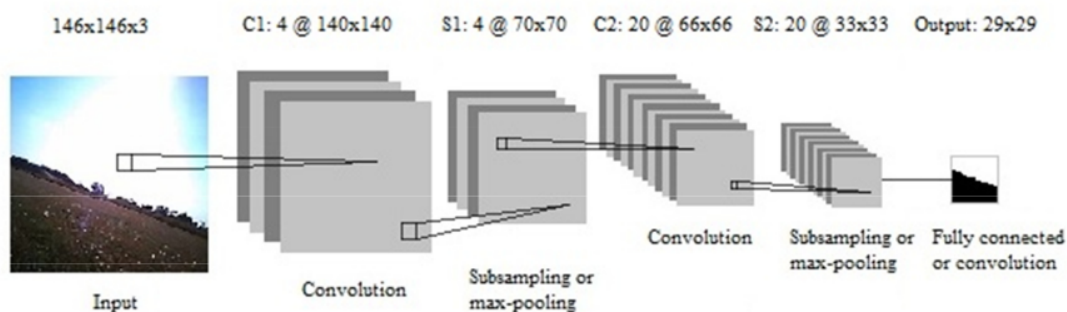 146x146x3
C1: 4 @ 140x140
S1: 4 @ 70x70
C2: 20 @ 66x66
S2: 20 @ 33x33
Output: 29x29
Input
Convolution
Subsampling or
max-pooling
Convolution
Subsampling or
max-pooling
Fully connected
or convolution